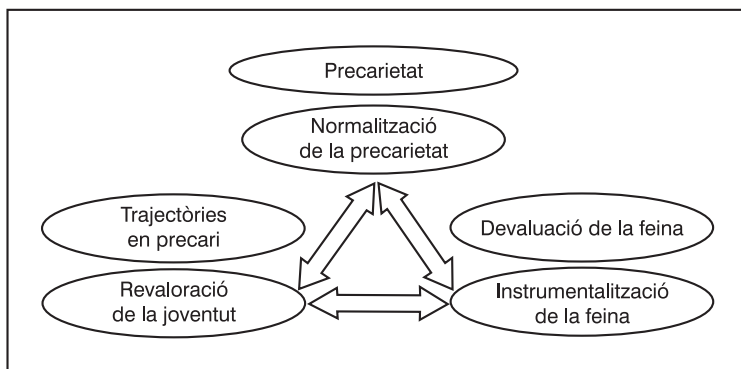 Precarietat
Normalització
de la precarietat
Trajectòries
en precari
Devaluació de la feina
Revaloració
de la joventut
Instrumentalització
de la feina